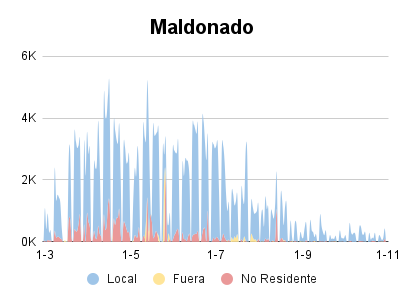 Maldonado
6K
4K
2K
0K
1-3 1-5 1-7 1-9 1-11
Local Fuera No Residente